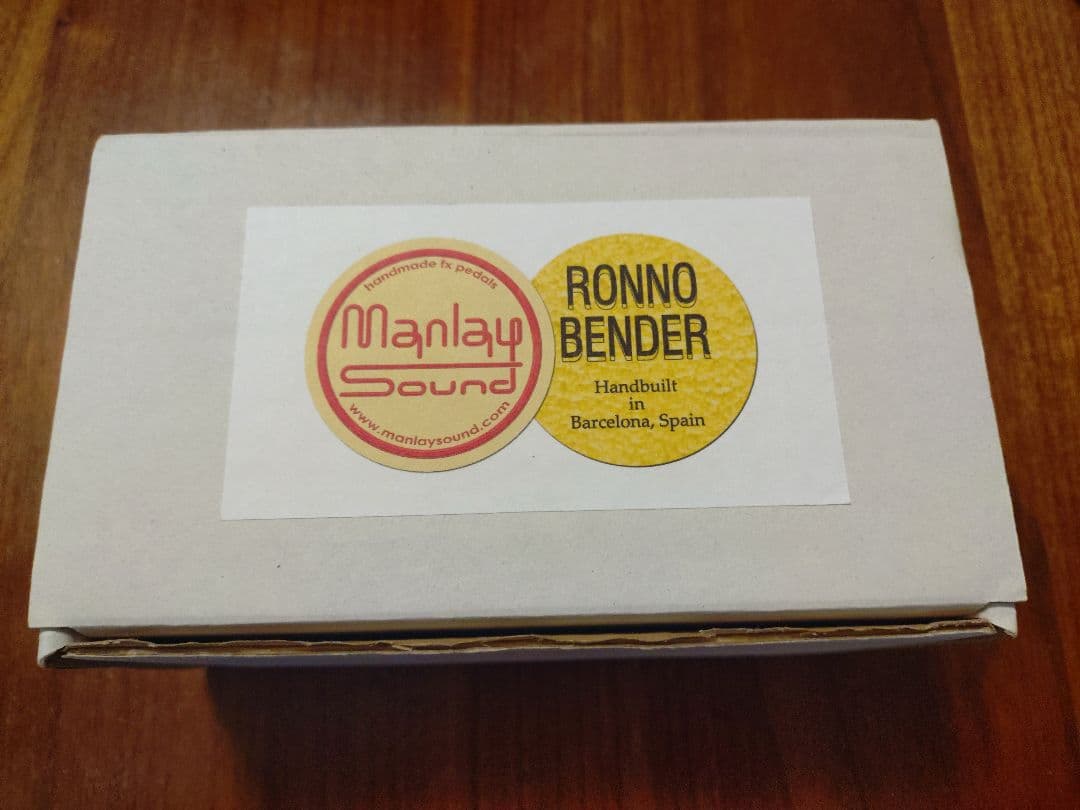 handmade fx pedals
Manlay
Sound
www.manlaysound.com
RONNO
BENDER
Handbuilt
in
Barcelona, Spain